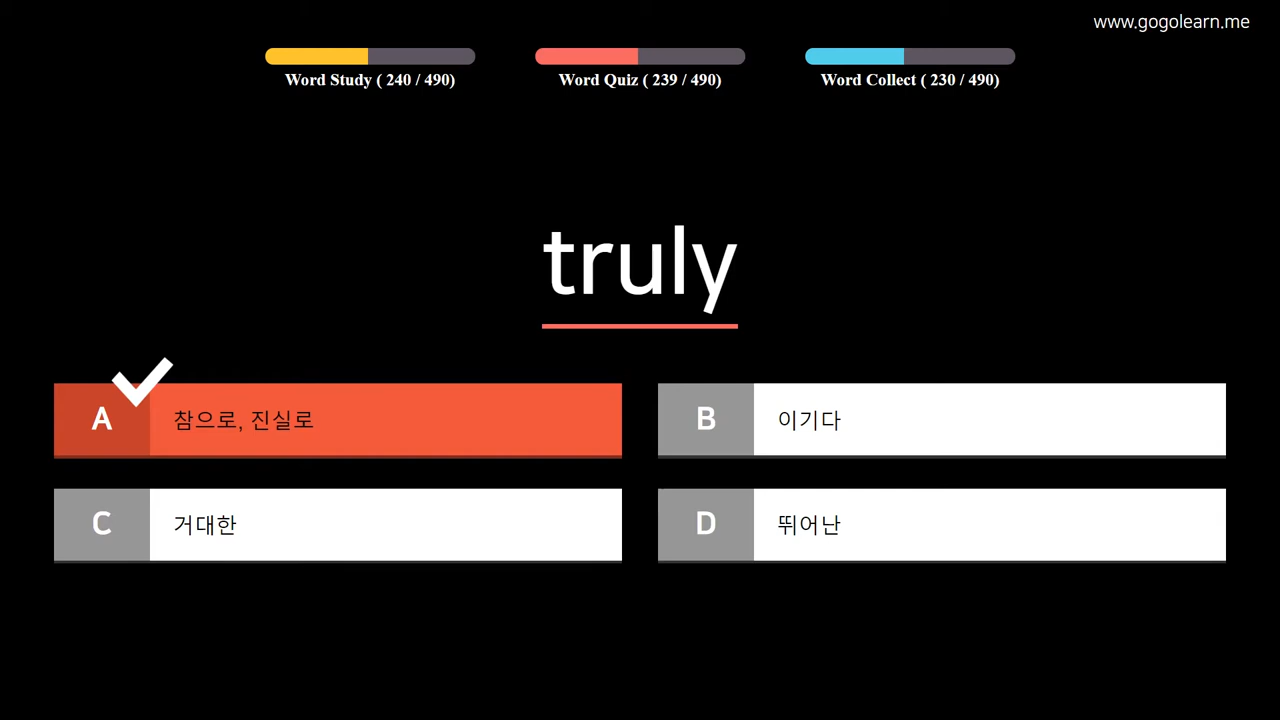 www.gogolearn.me
Word Study ( 240 / 490)
Word Quiz ( 239 / 490)
Word Collect ( 230 / 490)
truly
A 참으로, 진실로
B 이기다
C 거대한
D 뛰어난